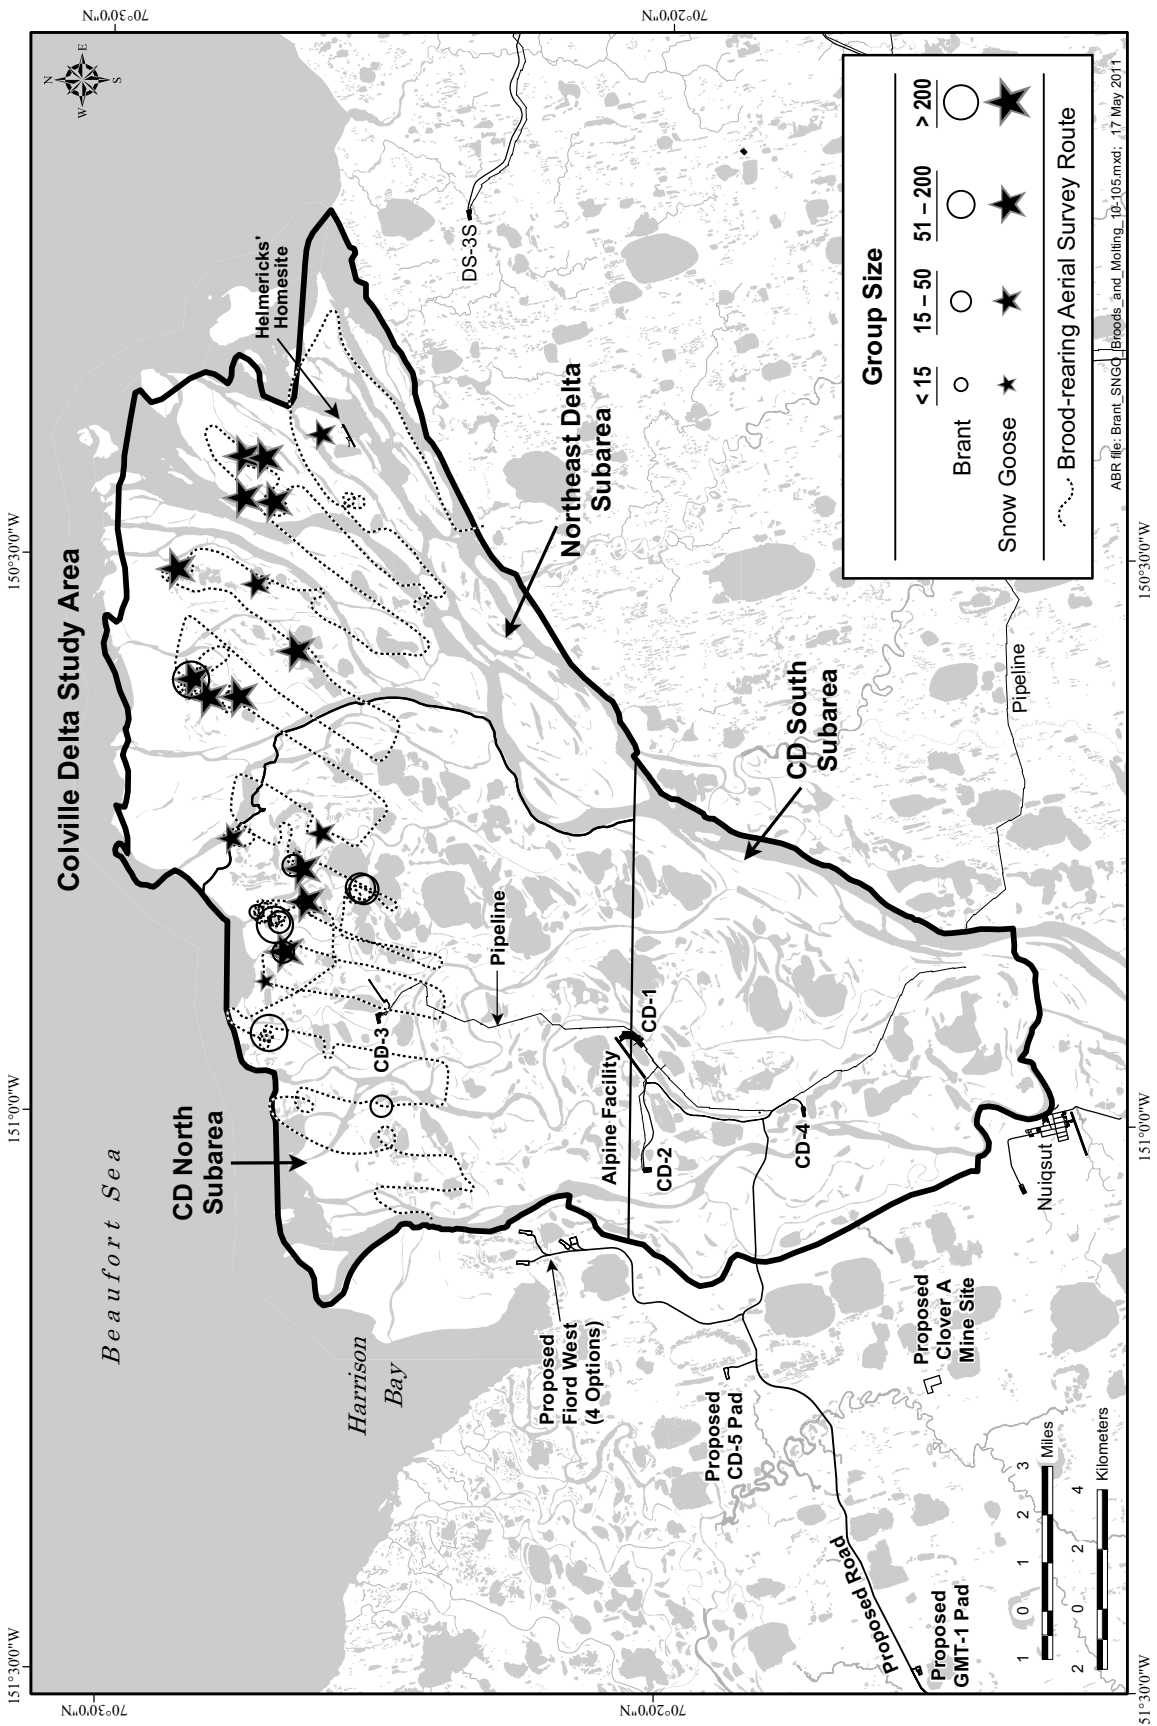 151°30'0"W
151°0'0"W
150°30'0"W
70°30'0"N
70°20'0"N
70°30'0"N
70°20'0"N
151°30'0"W
151°0'0"W
150°30'0"W
N
E
S
W
Beaufort Sea
Harrison
Bay
Colville Delta Study Area
CD North
Subarea
Northeast Delta
Subarea
CD South
Subarea
Helmericks'
Homesite
DS-3S
CD-3
Pipeline
Alpine Facility
CD-1
CD-2
CD-4
Nuiqsut
Pipeline
Proposed
Fiord West
(4 Options)
Proposed
CD-5 Pad
Proposed
Clover A
Mine Site
Proposed Road
Proposed
GMT-1 Pad
1 0 1 2 3
Miles
2 0 2 4
Kilometers
Group Size
< 15 15 – 50 51 – 200 > 200
Brant
Snow Goose
Brood-rearing Aerial Survey Route
ABR file: Brant_SNGO_Broods_and_Molting_10-105.mxd; 17 May 2011